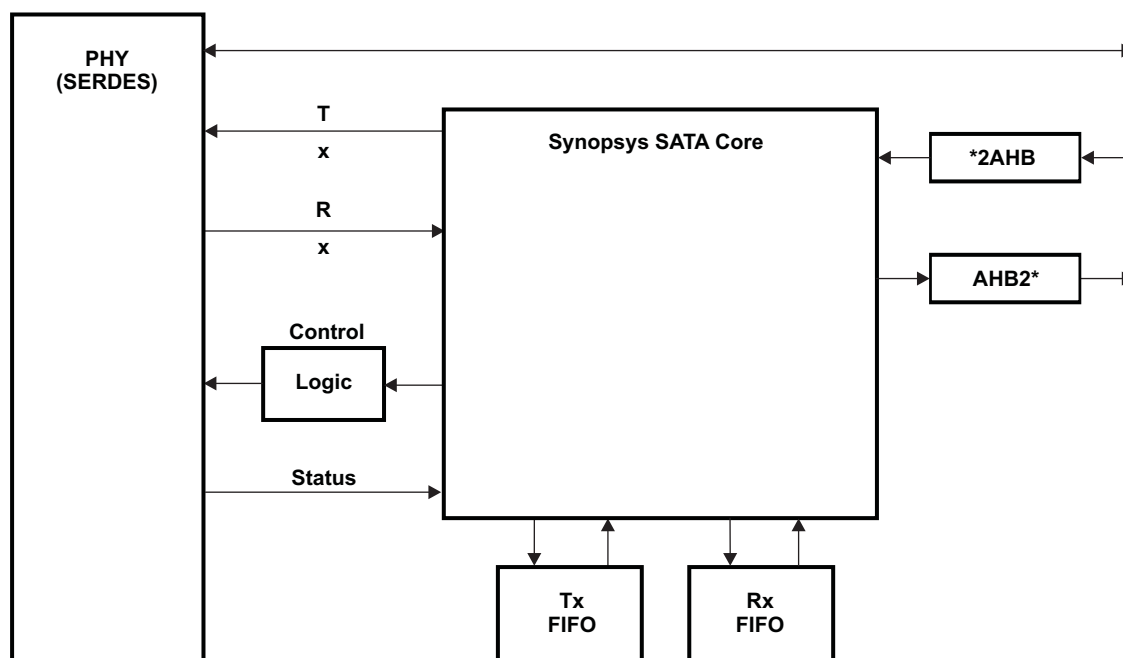 PHY
(SERDES)
T
x
Synopsys SATA Core
*2AHB
R
x
AHB2*
Control
Logic
Status
Tx
FIFO
Rx
FIFO